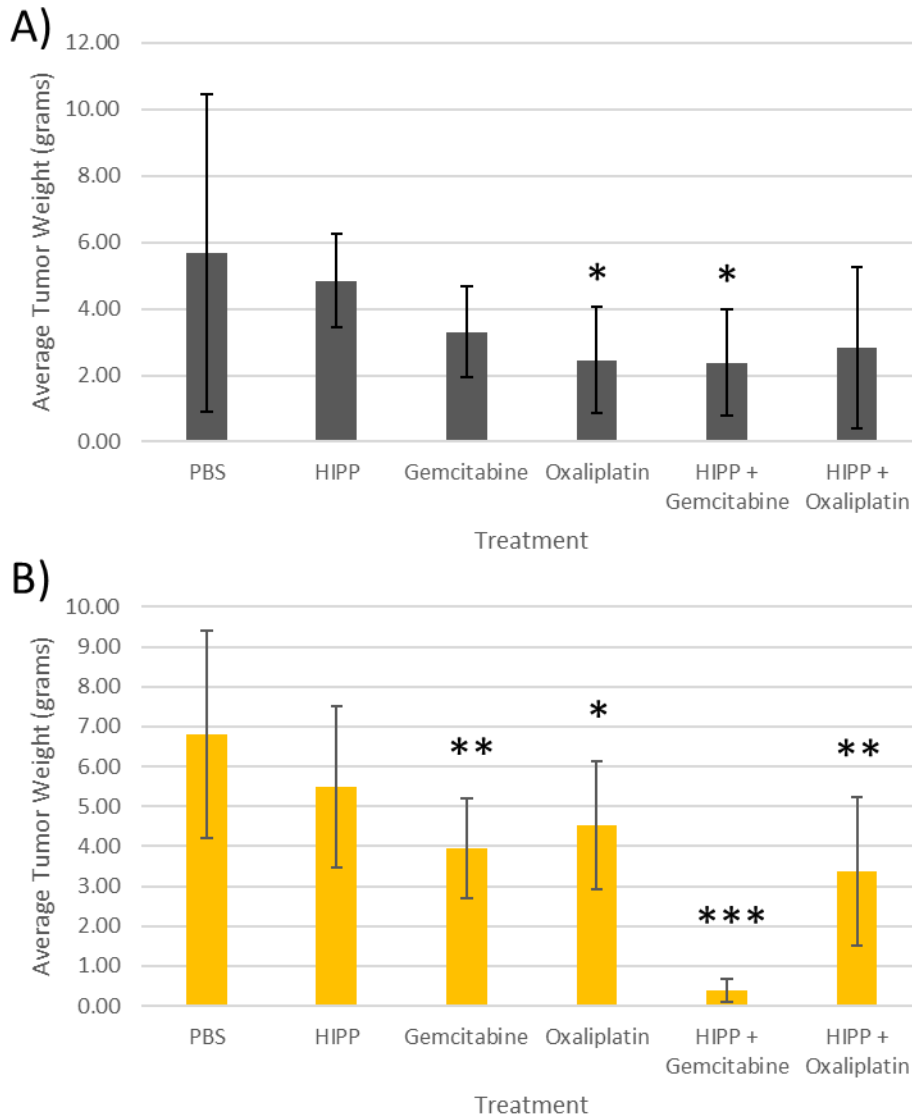 A)
Average Tumor Weight (grams)
12.00
10.00
8.00
6.00
4.00
2.00
0.00
*
*
PBS
HIPP
Gemcitabine
Oxaliplatin
HIPP +
Gemcitabine
HIPP +
Oxaliplatin
Treatment
B)
Average Tumor Weight (grams)
10.00
9.00
8.00
7.00
6.00
5.00
4.00
3.00
2.00
1.00
0.00
**
*
***
**
PBS
HIPP
Gemcitabine
Oxaliplatin
HIPP +
Gemcitabine
HIPP +
Oxaliplatin
Treatment